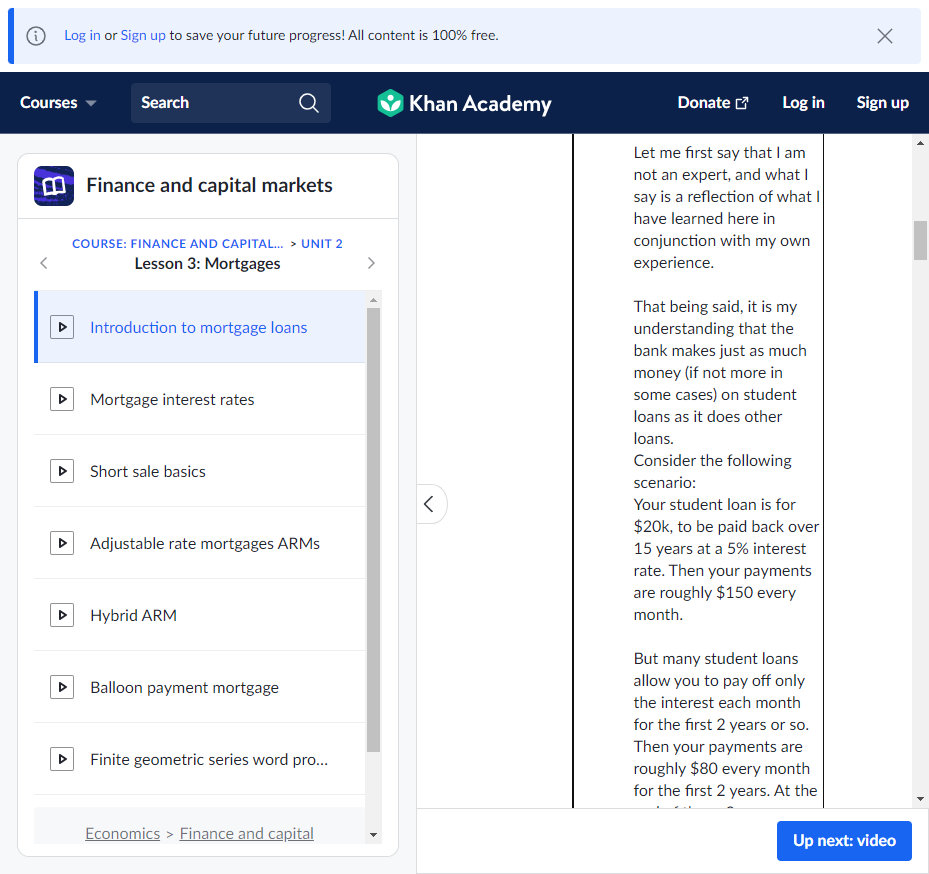 Log in or Sign up to save your future progress! All content is 100% free.
Courses
Search
Khan Academy
Donate
Log in
Sign up
Finance and capital markets
COURSE: FINANCE AND CAPITAL... > UNIT 2
Lesson 3: Mortgages
Introduction to mortgage loans
Mortgage interest rates
Short sale basics
Adjustable rate mortgages ARMs
Hybrid ARM
Balloon payment mortgage
Finite geometric series word pro...
Economics > Finance and capital
Let me first say that I am
not an expert, and what I
say is a reflection of what I
have learned here in
conjunction with my own
experience.
That being said, it is my
understanding that the
bank makes just as much
money (if not more in
some cases) on student
loans as it does other
loans.
Consider the following
scenario:
Your student loan is for
$20k, to be paid back over
15 years at a 5% interest
rate. Then your payments
are roughly $150 every
month.
But many student loans
allow you to pay off only
the interest each month
for the first 2 years or so.
Then your payments are
roughly $80 every month
for the first 2 years. At the
Up next: video